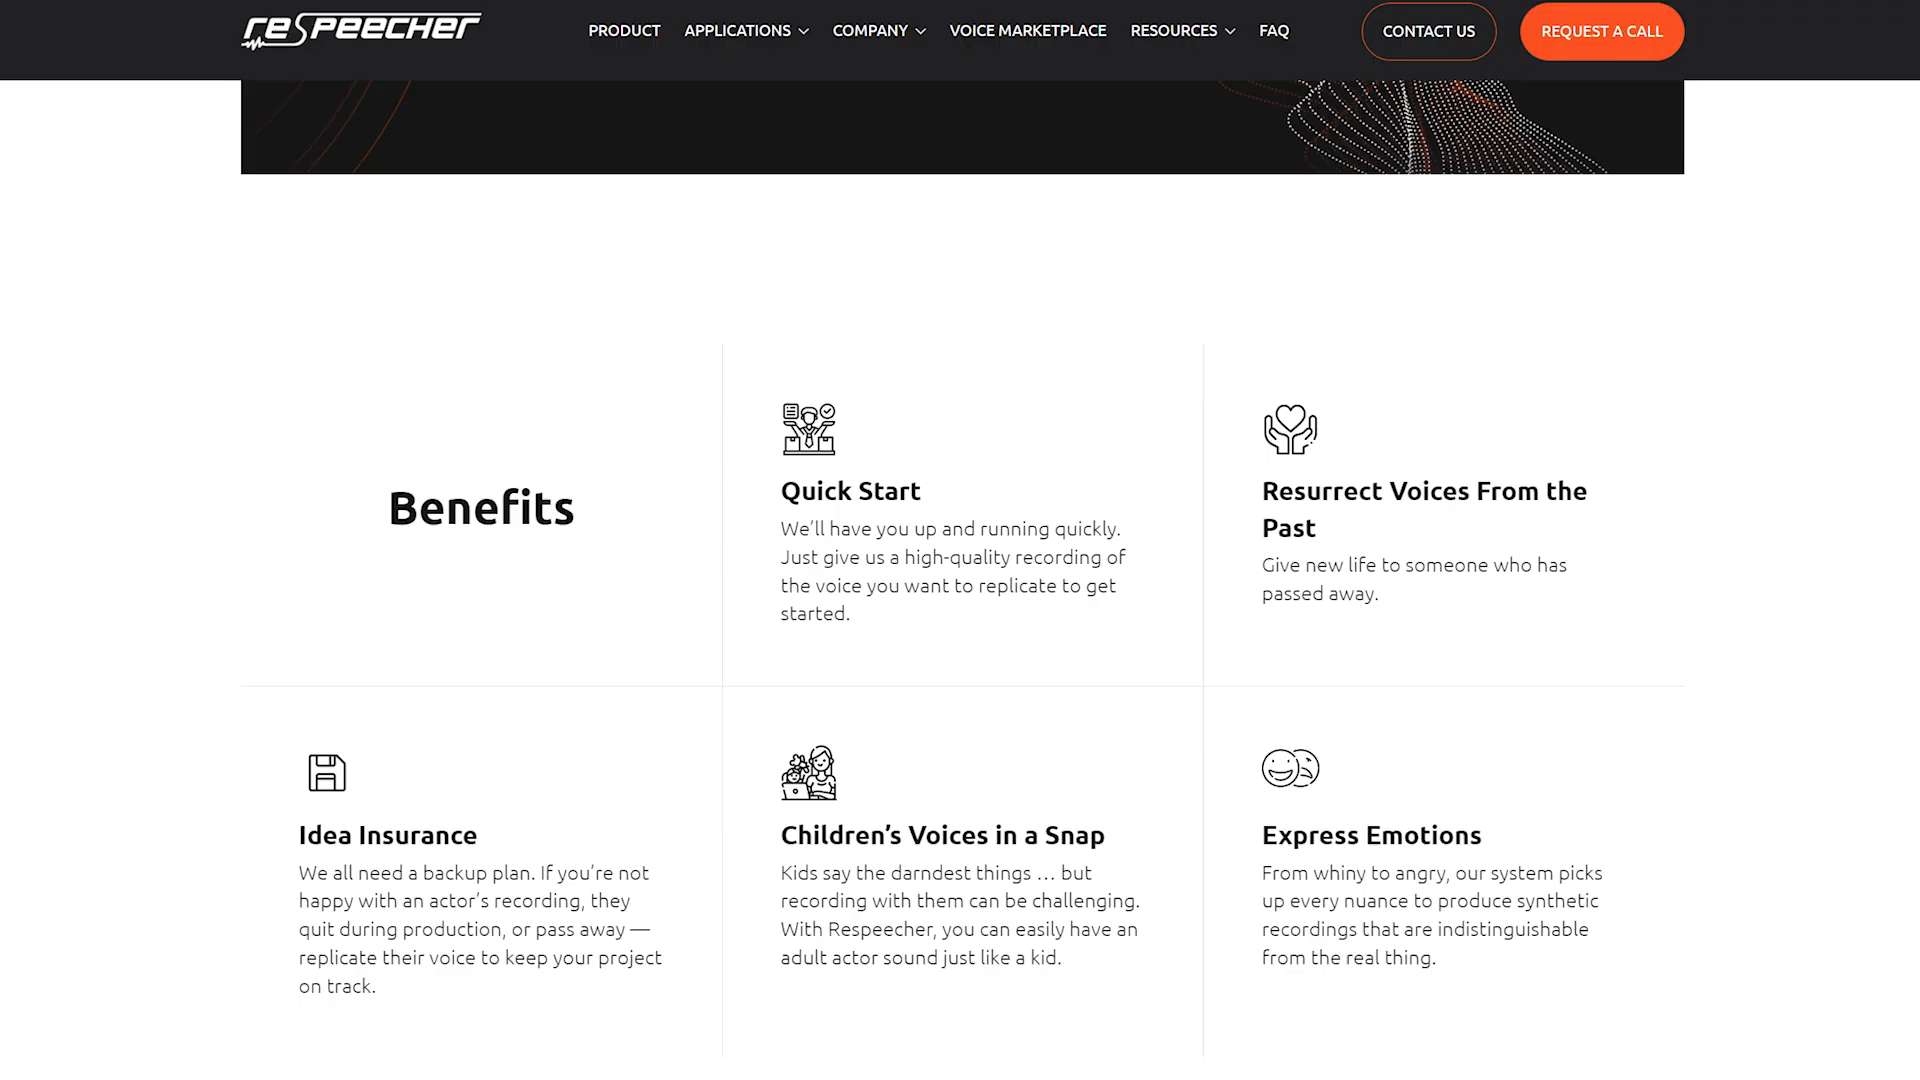 reSpeecher
PRODUCT
APPLICATIONS
COMPANY
VOICE MARKETPLACE
RESOURCES
FAQ
CONTACT US
REQUEST A CALL
Benefits
Quick Start
We’ll have you up and running quickly.
Just give us a high-quality recording of
the voice you want to replicate to get
started.
Resurrect Voices From the
Past
Give new life to someone who has
passed away.
Idea Insurance
We all need a backup plan. If you’re not
happy with an actor’s recording, they
quit during production, or pass away —
replicate their voice to keep your project
on track.
Children’s Voices in a Snap
Kids say the darndest things … but
recording with them can be challenging.
With Respeecher, you can easily have an
adult actor sound just like a kid.
Express Emotions
From whiny to angry, our system picks
up every nuance to produce synthetic
recordings that are indistinguishable
from the real thing.